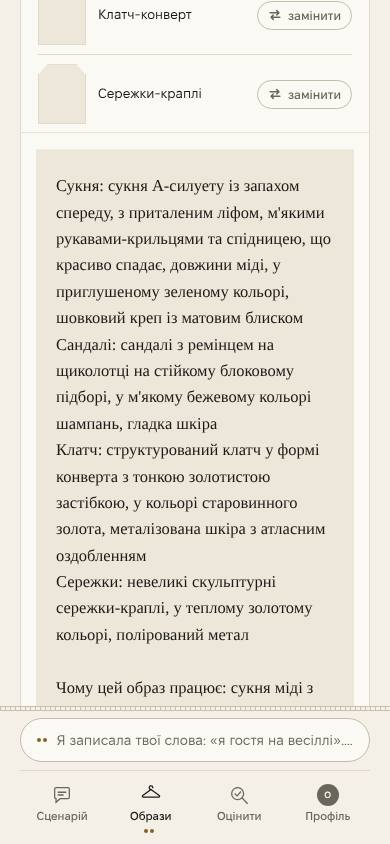 Клатч-конверт
замінити
Сережки-краплі
замінити
Сукня: сукня А-силуету із запахом
спереду, з приталеним ліфом, м'якими
рукавами-крильцями та спідницею, що
красиво спадає, довжини міді, у
приглушеному зеленому кольорі,
шовковий креп із матовим блиском
Сандалі: сандалі з ремінцем на
щиколотці на стійкому блоковому
підборі, у м'якому бежевому кольорі
шампань, гладка шкіра
Клатч: структурований клатч у формі
конверта з тонкою золотистою
застібкою, у кольорі старовинного
золота, металізована шкіра з атласним
оздобленням
Сережки: невеликі скульптурні
сережки-краплі, у теплому золотому
кольорі, полірований метал
Чому цей образ працює: сукня міді з
Я записала твої слова: «я гостя на весіллі»....
Сценарій
Образи
Оцінити
О
Профіль